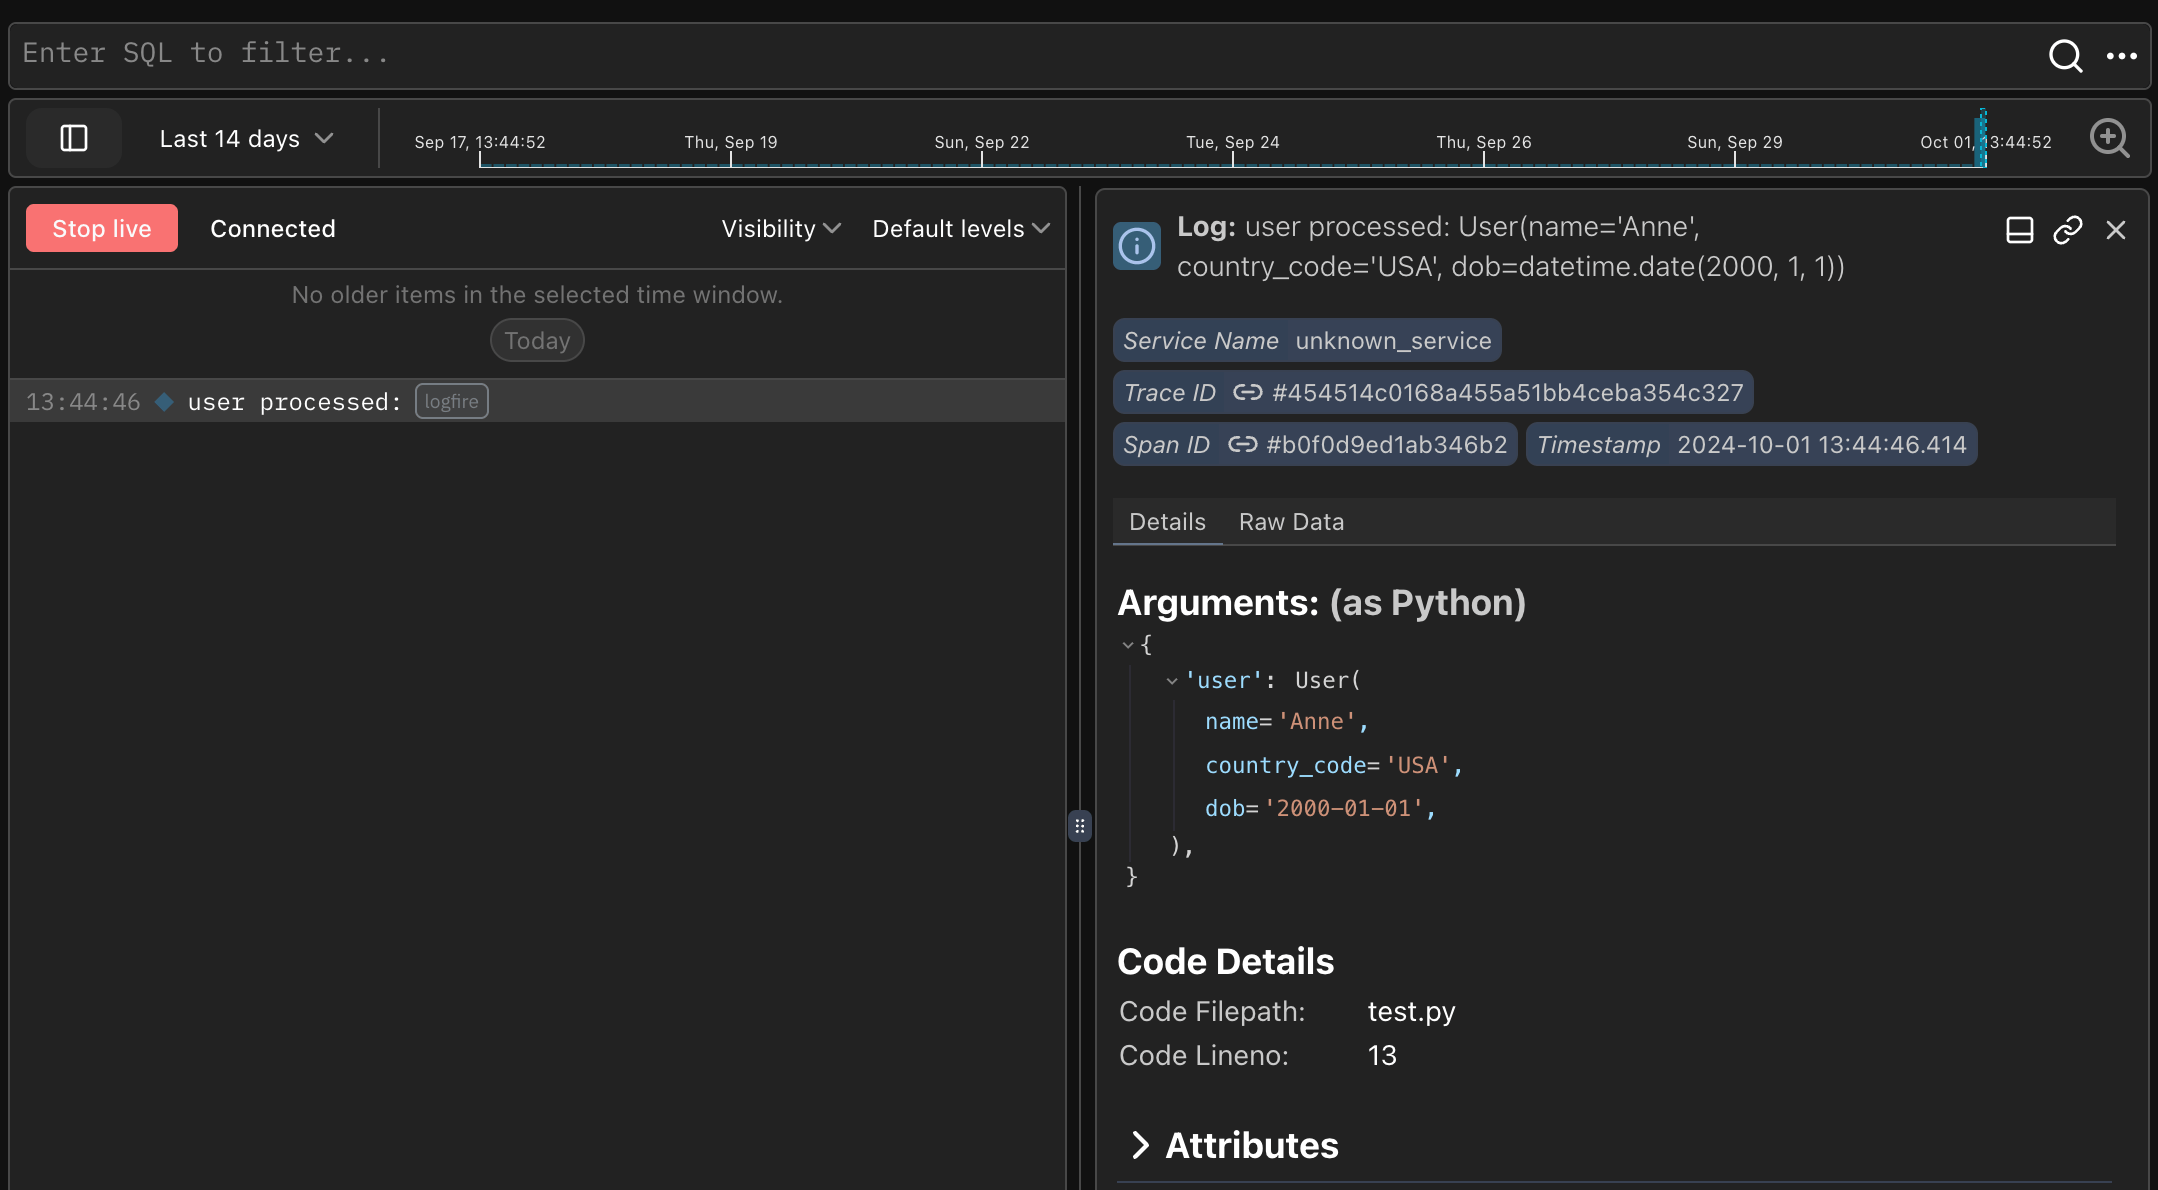 Enter SQL to filter...
Last 14 days
Sep 17, 13:44:52
Thu, Sep 19
Sun, Sep 22
Tue, Sep 24
Thu, Sep 26
Sun, Sep 29
Oct 01, 13:44:52
Stop live
Connected
Visibility
Default levels
No older items in the selected time window.
Today
13:44:46 user processed: logfire
Log: user processed: User(name='Anne',
country_code='USA', dob=datetime.date(2000, 1, 1))
Service Name unknown_service
Trace ID #454514c0168a455a51bb4ceba354c327
Span ID #b0f0d9ed1ab346b2
Timestamp 2024-10-01 13:44:46.414
Details
Raw Data
Arguments: (as Python)
{
'user': User(
name='Anne',
country_code='USA',
dob='2000-01-01',
),
}
Code Details
Code Filepath: test.py
Code Lineno: 13
Attributes